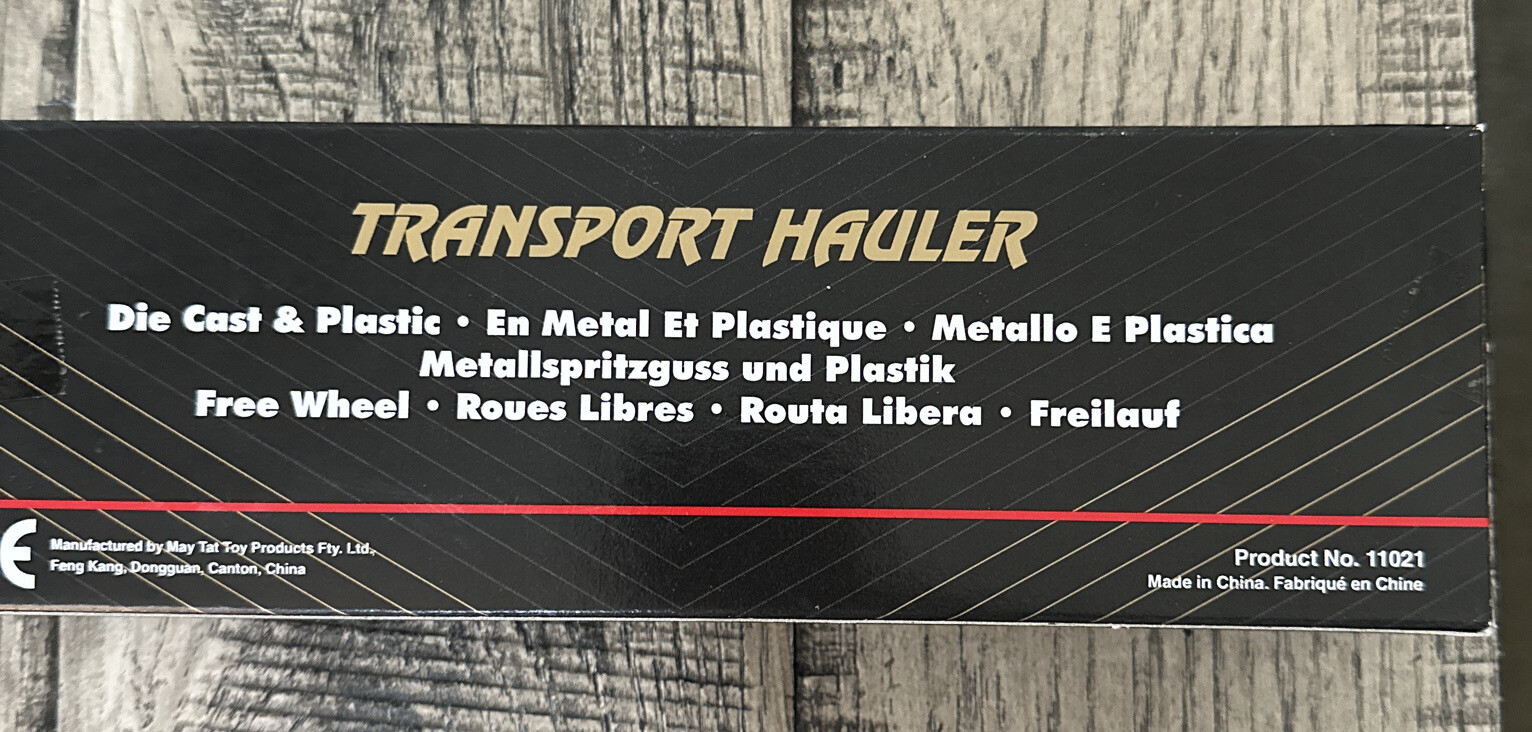 TRANSPORT HAULER
Die Cast & Plastic • En Metal Et Plastique • Metallo E Plastica
Metallspritzguss und Plastik
Free Wheel • Roues Libres • Routa Libera • Freilauf
CE
Manufactured by May Tat Toy Products Fty. Ltd.,
Feng Kang, Dongguan, Canton, China
Product No. 11021
Made in China. Fabriqué en Chine